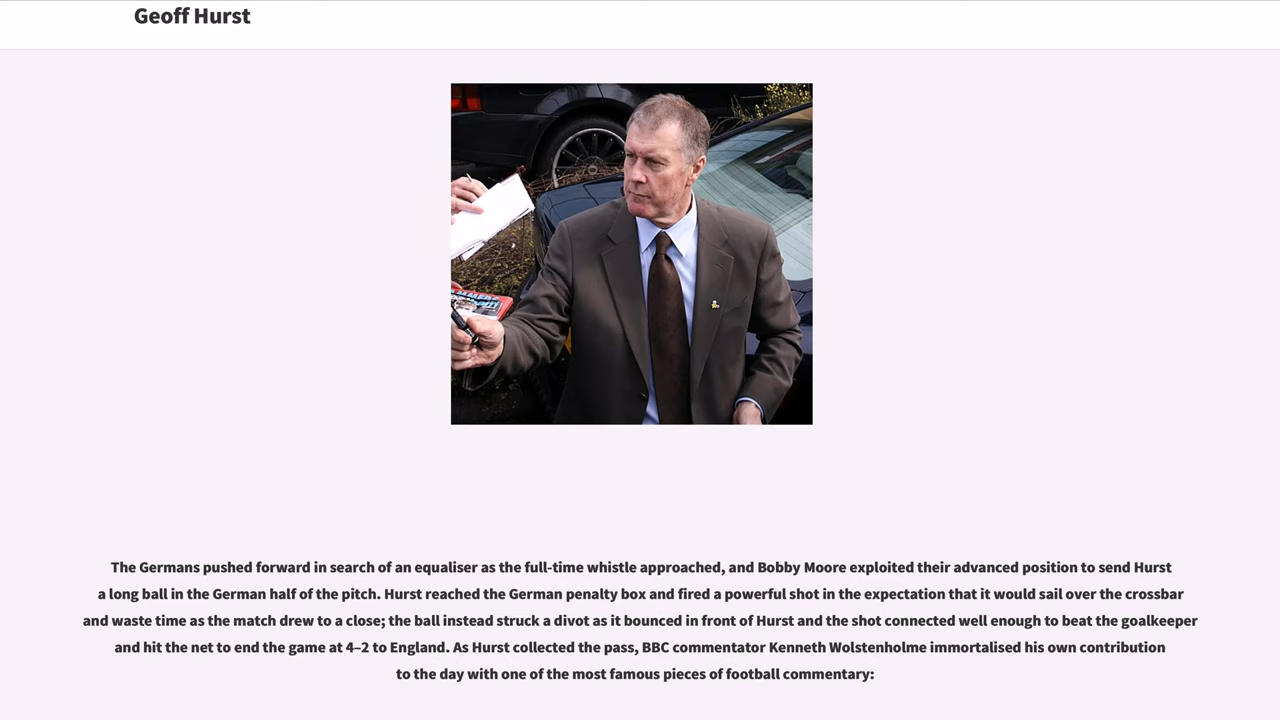 Geoff Hurst
The Germans pushed forward in search of an equaliser as the full-time whistle approached, and Bobby Moore exploited their advanced position to send Hurst
a long ball in the German half of the pitch. Hurst reached the German penalty box and fired a powerful shot in the expectation that it would sail over the crossbar
and waste time as the match drew to a close; the ball instead struck a divot as it bounced in front of Hurst and the shot connected well enough to beat the goalkeeper
and hit the net to end the game at 4–2 to England. As Hurst collected the pass, BBC commentator Kenneth Wolstenholme immortalised his own contribution
to the day with one of the most famous pieces of football commentary: